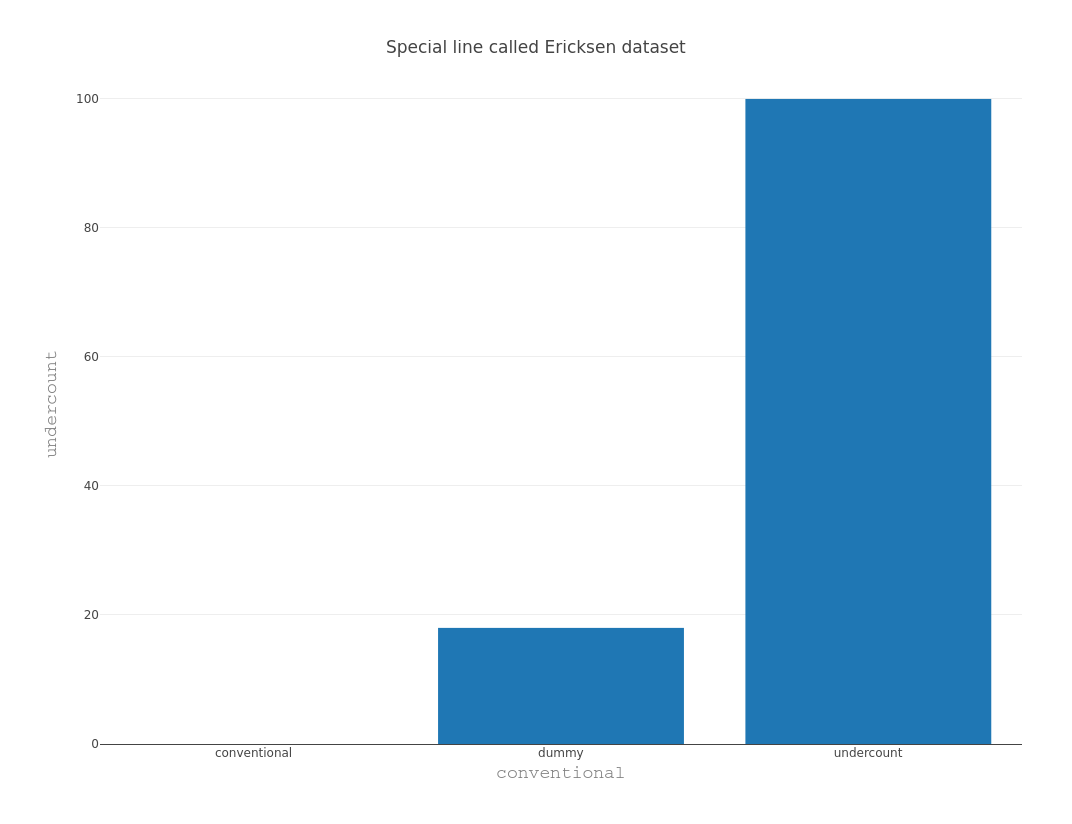 Special line called Ericksen dataset
100
80
60
40
20
0
undercount
conventional dummy undercount
conventional